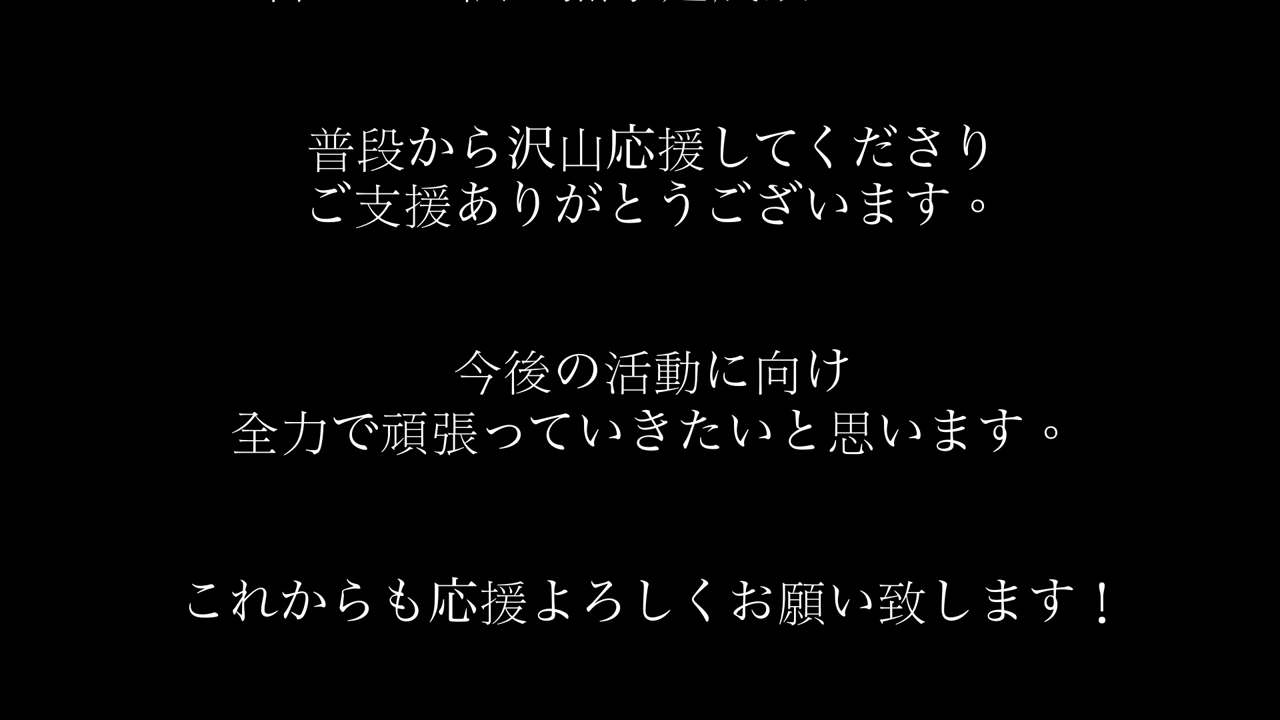 普段から沢山応援してくださり
ご支援ありがとうございます。
今後の活動に向け
全力で頑張っていきたいと思います。
これからも応援よろしくお願い致します！